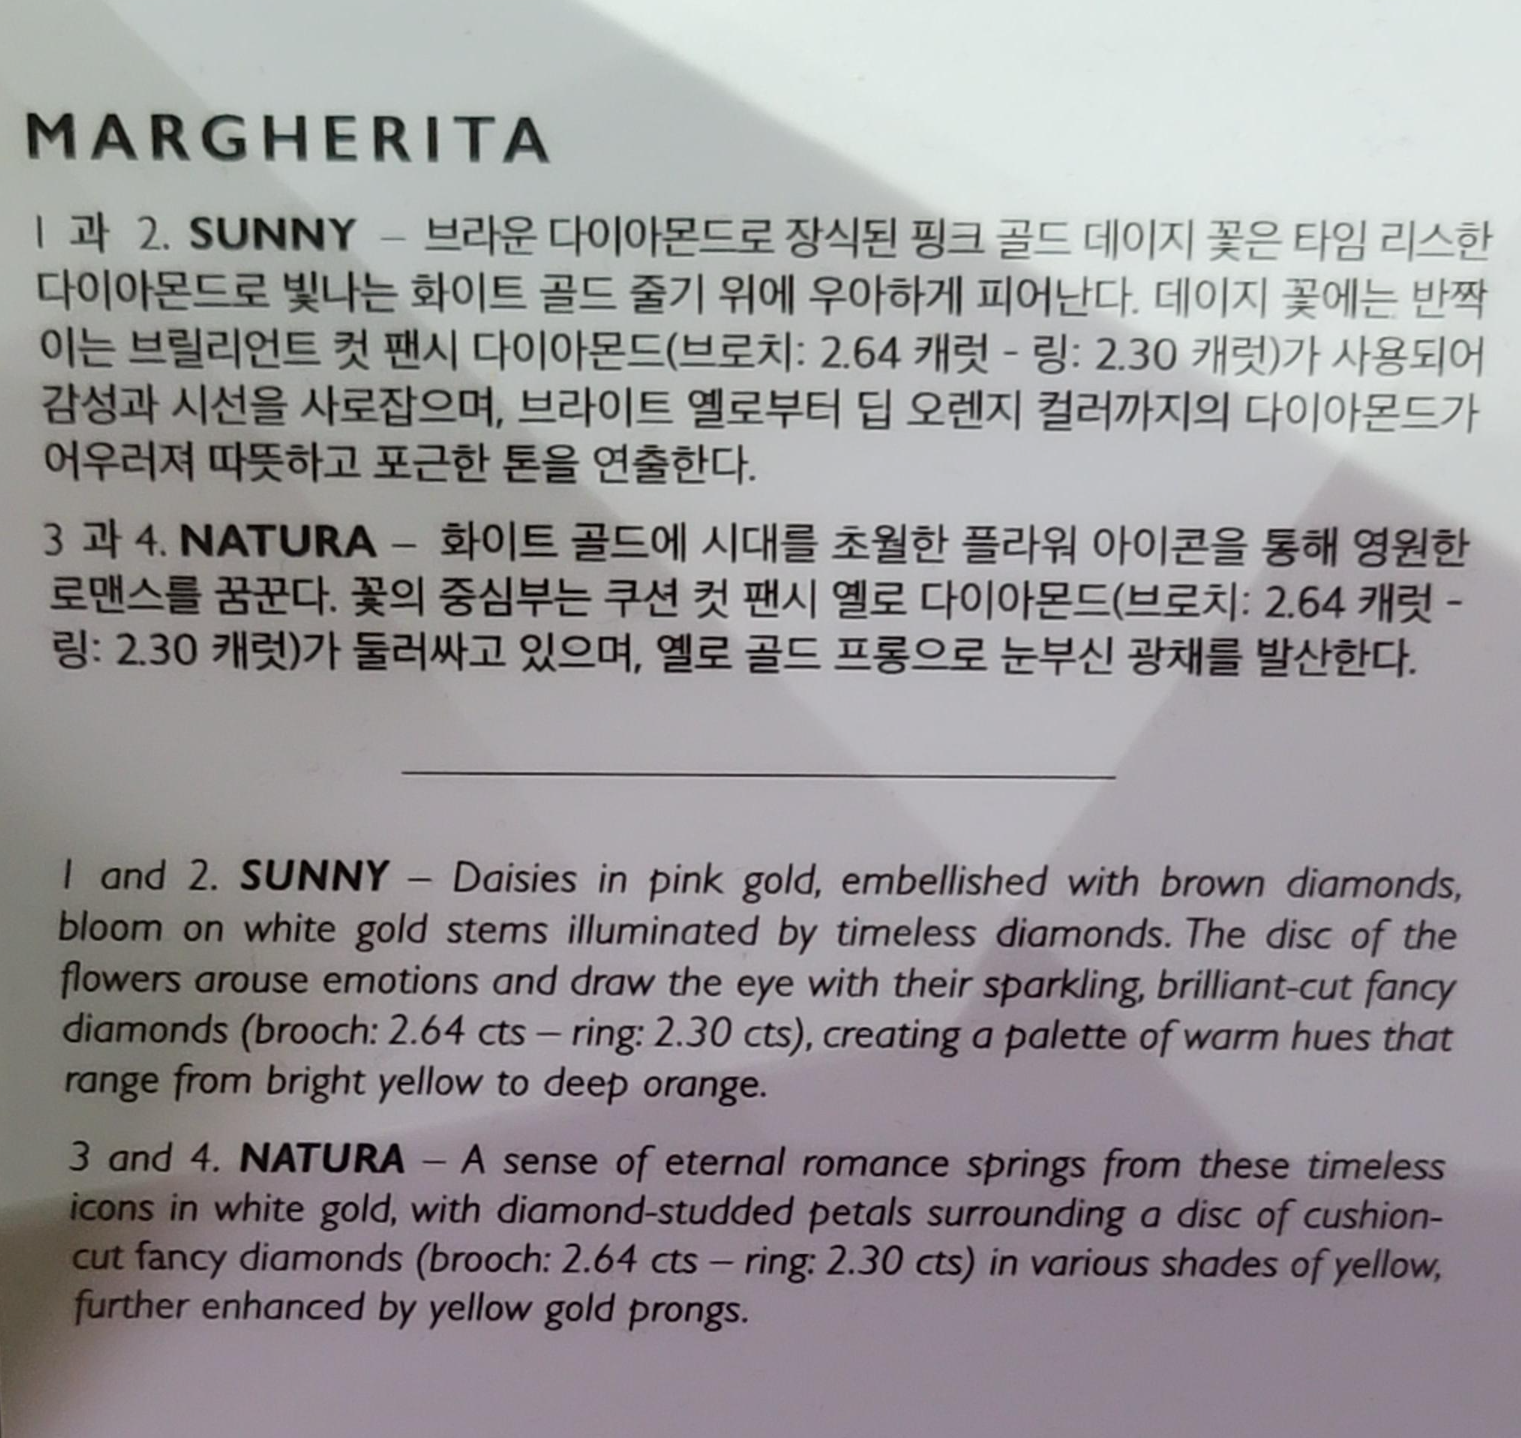 MARGHERITA
1 과 2. SUNNY – 브라운 다이아몬드로 장식된 핑크 골드 데이지 꽃은 타임 리스한
다이아몬드로 빛나는 화이트 골드 줄기 위에 우아하게 피어난다. 데이지 꽃에는 반짝
이는 브릴리언트 컷 팬시 다이아몬드(브로치: 2.64 캐럿 - 링: 2.30 캐럿)가 사용되어
감성과 시선을 사로잡으며, 브라이트 옐로부터 딥 오렌지 컬러까지의 다이아몬드가
어우러져 따뜻하고 포근한 톤을 연출한다.
3 과 4. NATURA – 화이트 골드에 시대를 초월한 플라워 아이콘을 통해 영원한
로맨스를 꿈꾼다. 꽃의 중심부는 쿠션 컷 팬시 옐로 다이아몬드(브로치: 2.64 캐럿 -
링: 2.30 캐럿)가 둘러싸고 있으며, 옐로 골드 프롱으로 눈부신 광채를 발산한다.
1 and 2. SUNNY – Daisies in pink gold, embellished with brown diamonds,
bloom on white gold stems illuminated by timeless diamonds. The disc of the
flowers arouse emotions and draw the eye with their sparkling, brilliant-cut fancy
diamonds (brooch: 2.64 cts – ring: 2.30 cts), creating a palette of warm hues that
range from bright yellow to deep orange.
3 and 4. NATURA – A sense of eternal romance springs from these timeless
icons in white gold, with diamond-studded petals surrounding a disc of cushion-
cut fancy diamonds (brooch: 2.64 cts – ring: 2.30 cts) in various shades of yellow,
further enhanced by yellow gold prongs.